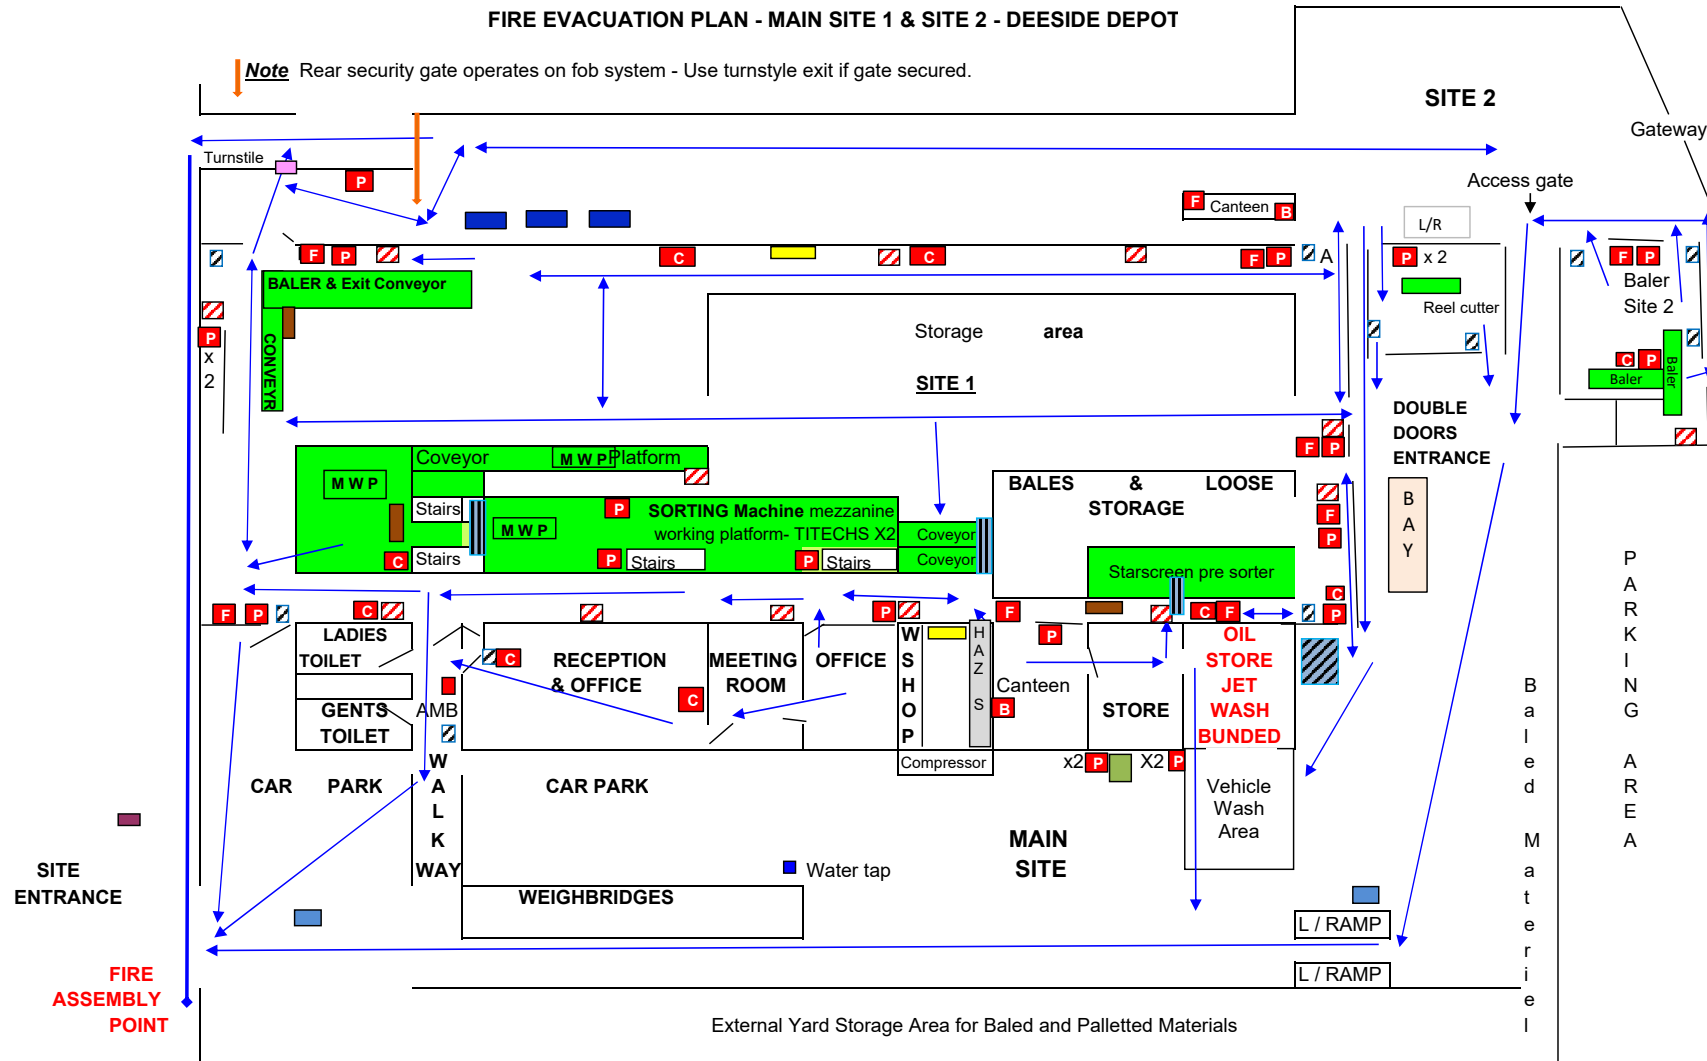 FIRE EVACUATION PLAN - MAIN SITE 1 & SITE 2 - DEESIDE DEPOT
Note Rear security gate operates on fob system - Use turnstyle exit if gate secured.
SITE 2
Gateway
Turnstile
P
Access gate
F
Canteen
B
L/R
F
P
C
C
F
P
A
P
x 2
F
P
Baler
Site 2
BALER & Exit Conveyor
Reel cutter
CONVEYR
P
x
2
Storage area
SITE 1
C
P
Baler
Baler
DOUBLE
DOORS
ENTRANCE
F
P
Coveyor
M W P
Platform
M W P
BALES & LOOSE
STORAGE
B
A
Y
Stairs
P
SORTING Machine mezzanine
working platform- TITECHS X2
M W P
Coveyor
F
P
C
Stairs
P
Stairs
P
Stairs
Coveyor
Starscreen pre sorter
F
P
C
P
F
C
F
C
P
P
LADIES
TOILET
GENTS
TOILET
AMB
C
RECEPTION
& OFFICE
C
MEETING
ROOM
OFFICE
W
S
H
O
P
H
A
Z
S
Canteen
B
STORE
OIL
STORE
JET
WASH
BUNDED
Compressor
x2
P
X2
P
Vehicle
Wash
Area
CAR PARK
W
A
L
K
WAY
CAR PARK
MAIN
SITE
Water tap
WEIGHBRIDGES
SITE
ENTRANCE
L / RAMP
L / RAMP
FIRE
ASSEMBLY
POINT
External Yard Storage Area for Baled and Palletted Materials
B
a
l
e
d
M
a
t
e
r
i
e
l
P
A
R
K
I
N
G
A
R
E
A